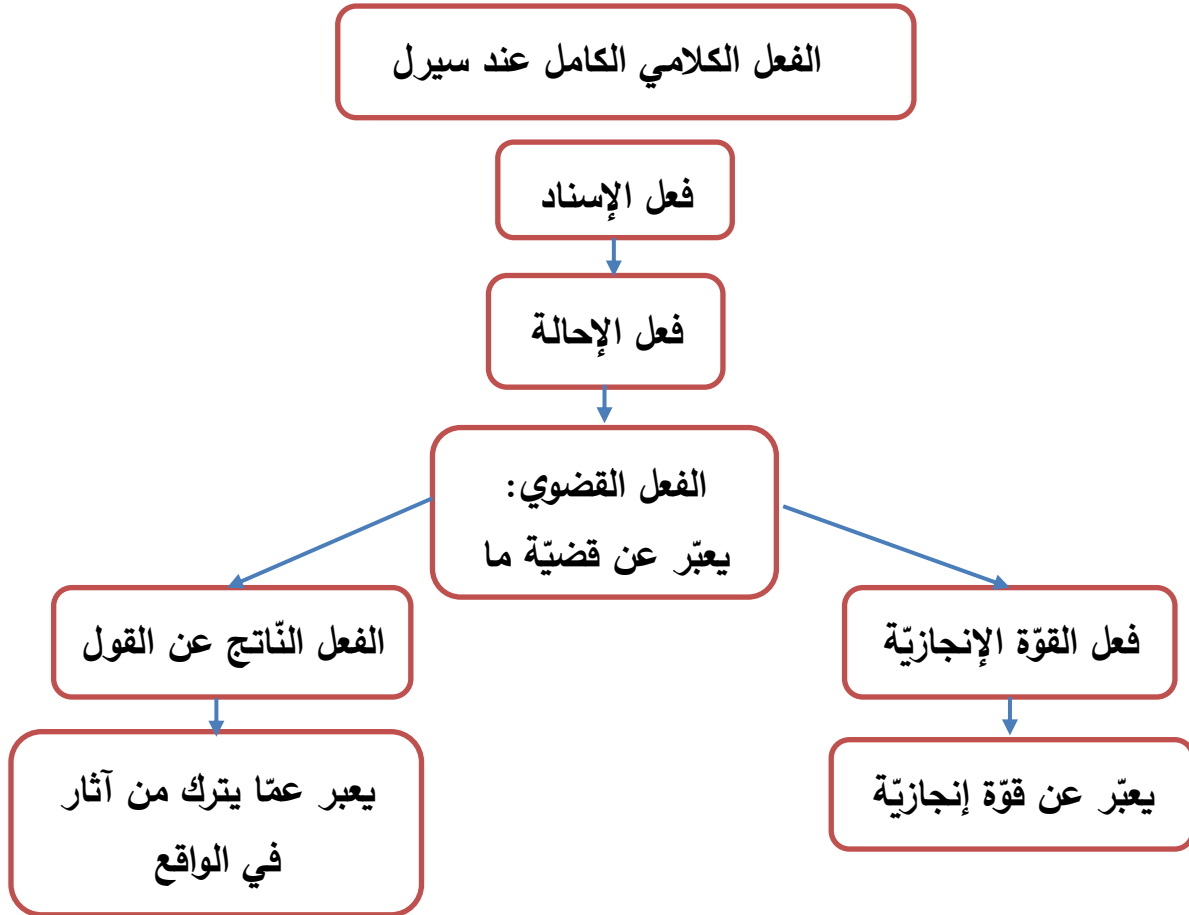 الفعل الكلامي الكامل عند سيرل
فعل الإسناد
فعل الإحالة
الفعل القضوي:
يعبّر عن قضيّة ما
فعل القوّة الإنجازيّة
الفعل النّاتج عن القول
يعبّر عن قوّة إنجازيّة
يعبر عمّا يترك من آثار
في الواقع